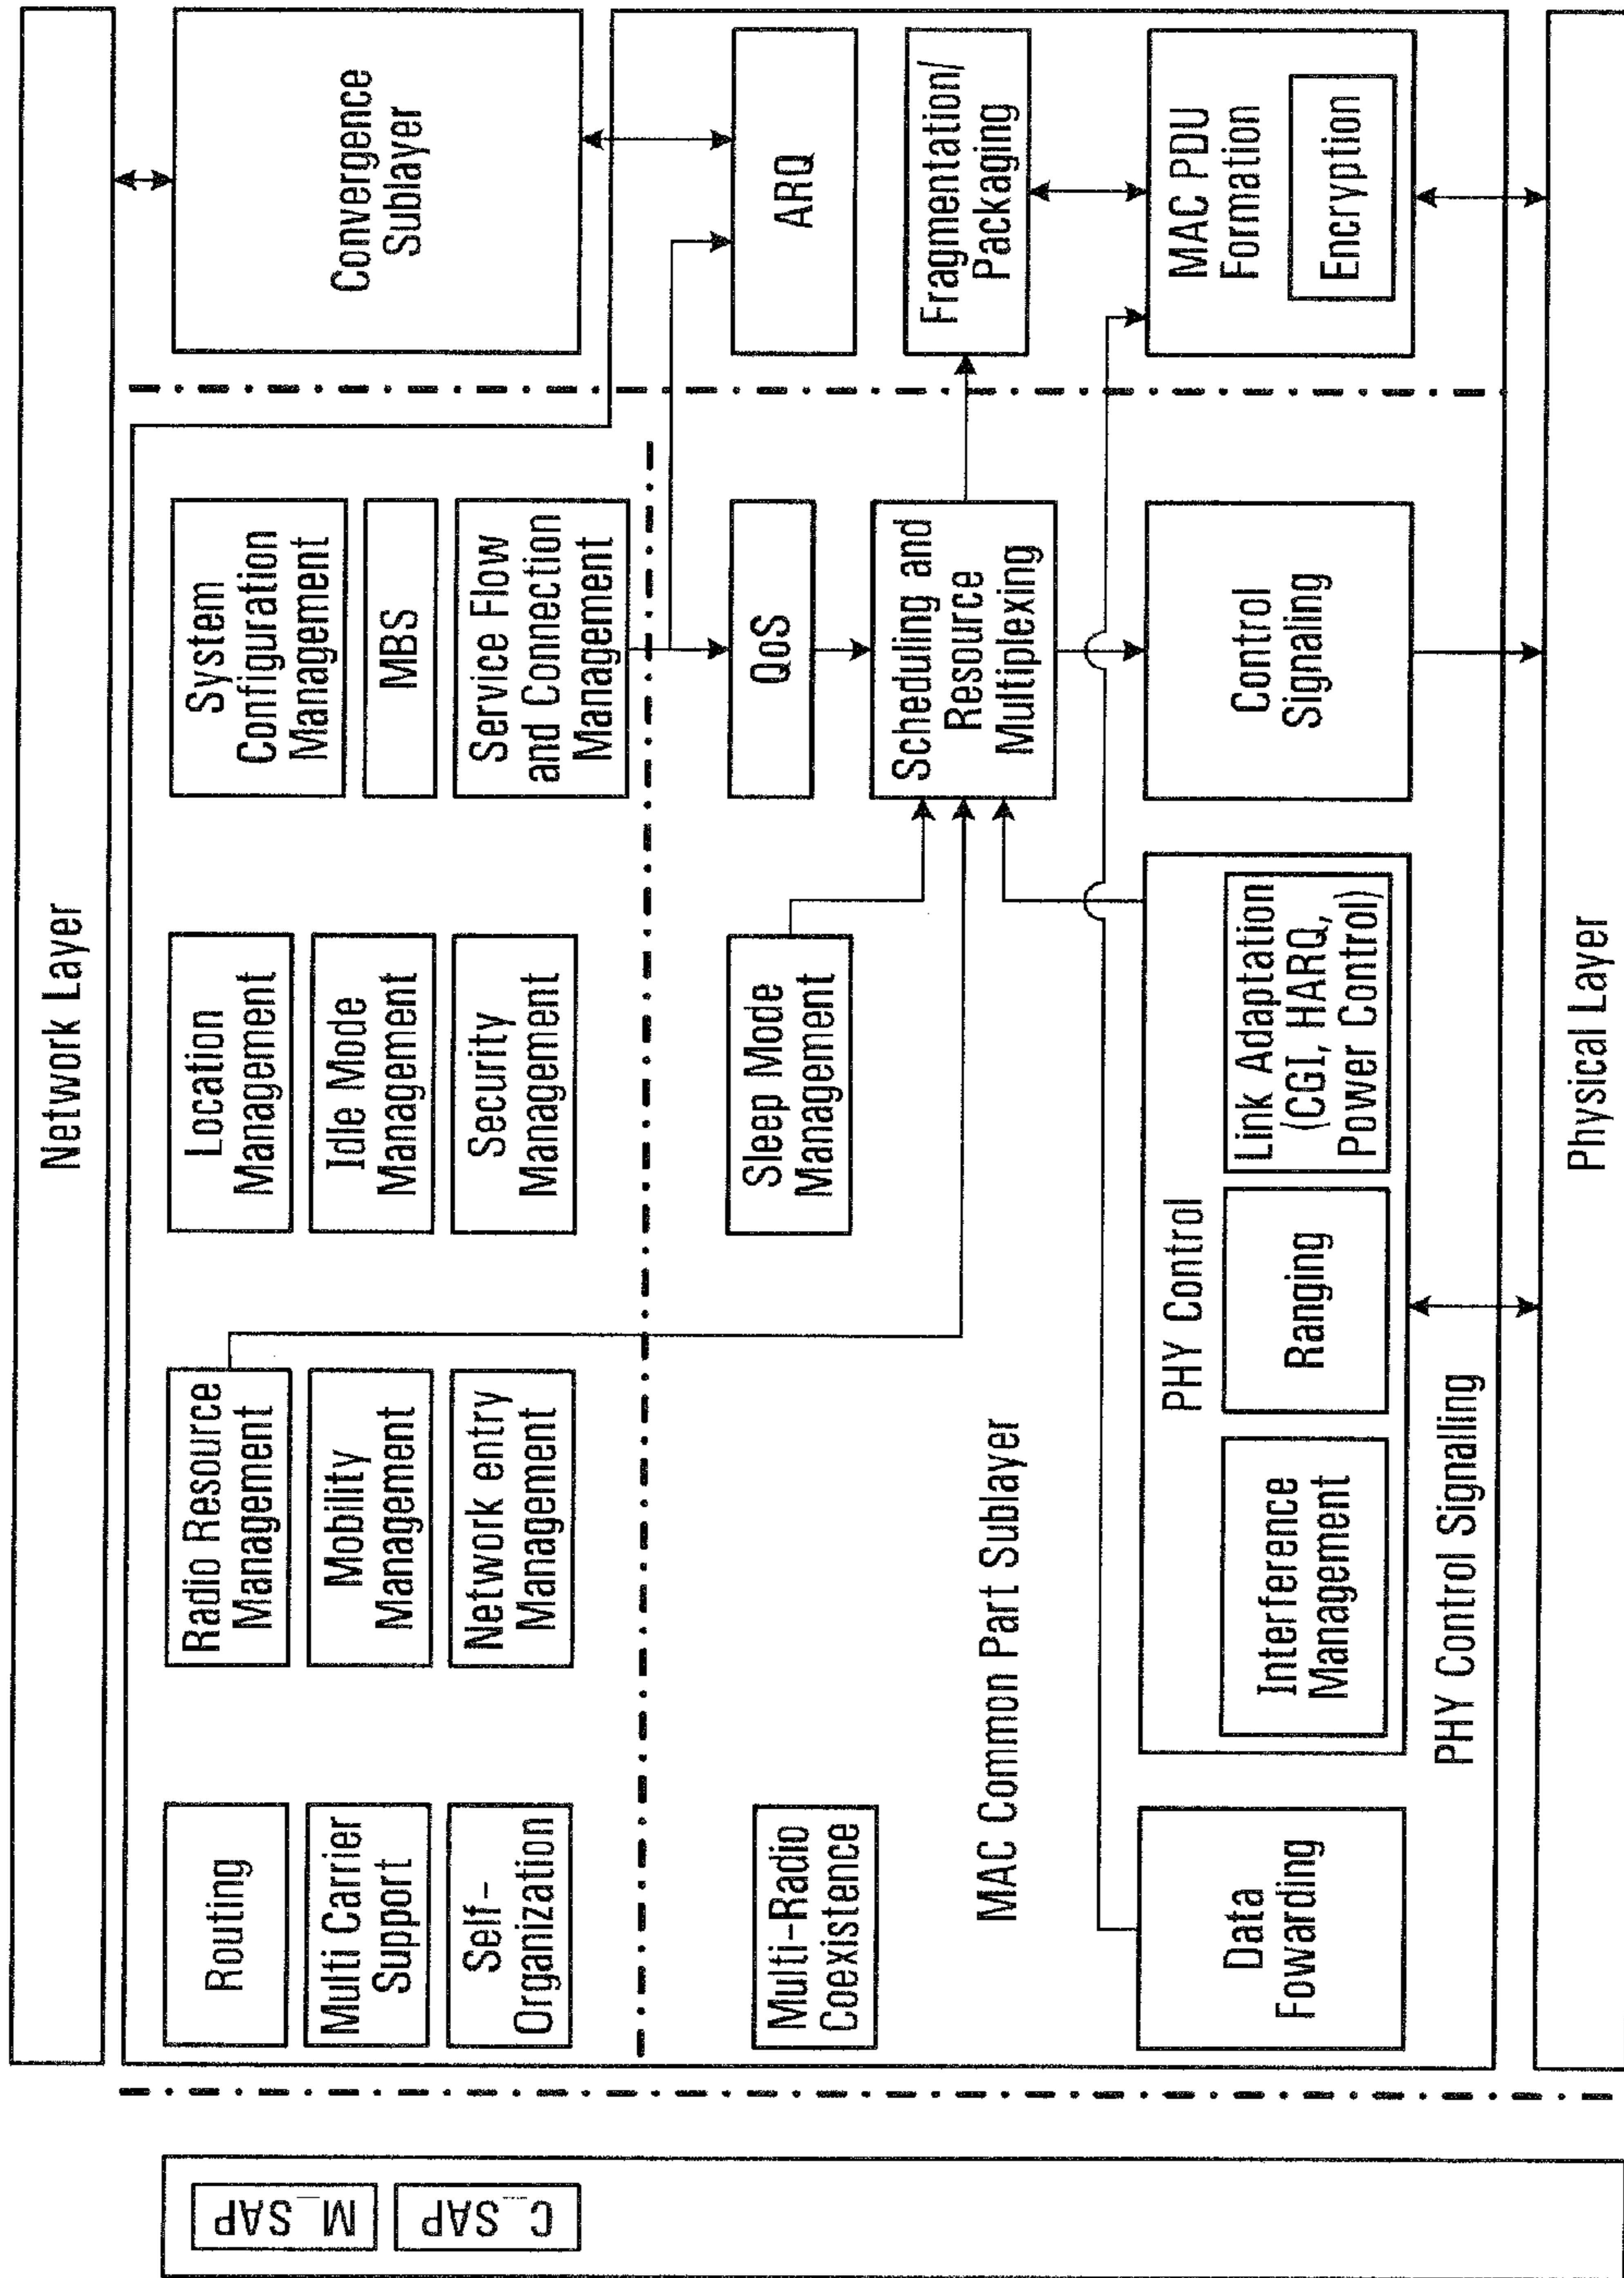 Network Layer
M_SAP
C_SAP
Routing
Radio Resource
Management
Location
Management
System
Configuration
Management
Convergence
Sublayer
Multi Carrier
Support
Mobility
Management
Idle Mode
Management
MBS
Self-
Organization
Network entry
Management
Security
Management
Service Flow
and Connection
Management
Multi-Radio
Coexistence
Sleep Mode
Management
QoS
ARQ
Scheduling and
Resource
Multiplexing
Fragmentation/
Packaging
MAC Common Part Sublayer
Data
Fowarding
PHY Control
Interference
Management
Ranging
Link Adaptation
(CGI, HARQ,
Power Control)
Control
Signaling
MAC PDU
Formation
Encryption
PHY Control Signalling
Physical Layer